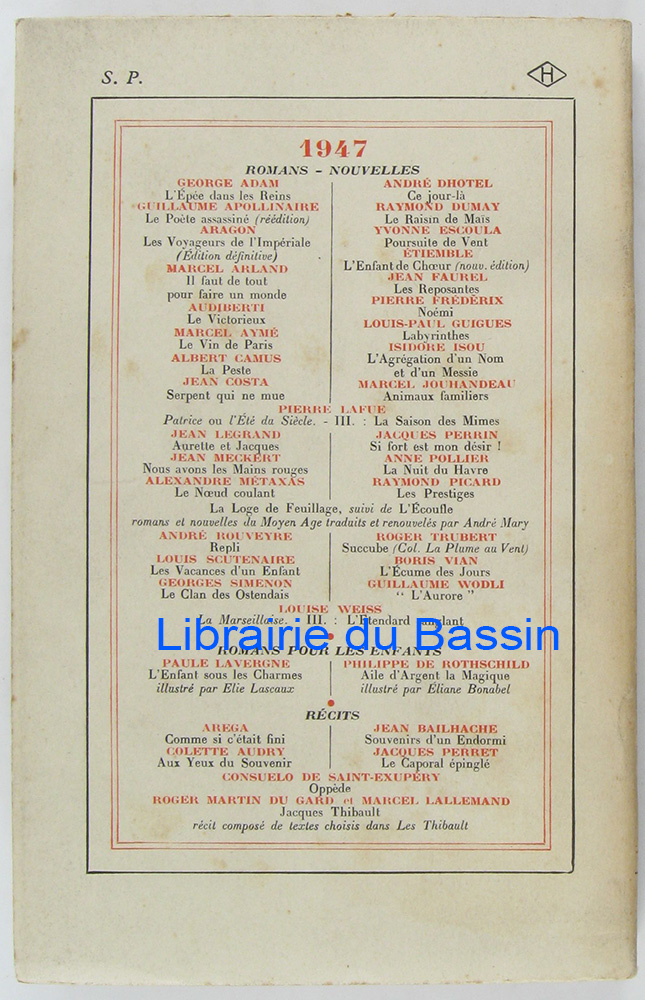 S. P.
H
1947
ROMANS - NOUVELLES
GEORGE ADAM
L'Épée dans les Reins
GUILLAUME APOLLINAIRE
Le Poète assassiné (réédition)
ARAGON
Les Voyageurs de l'Impériale
(Édition définitive)
MARCEL ARLAND
Il faut de tout
pour faire un monde
AUDIBERTI
Le Victorieux
MARCEL AYMÉ
Le Vin de Paris
ALBERT CAMUS
La Peste
JEAN COSTA
Serpent qui ne mue
ANDRÉ DHOTEL
Ce jour-là
RAYMOND DUMAY
Le Raisin de Maïs
YVONNE ESCOULA
Poursuite de Vent
ÉTIEMBLE
L'Enfant de Chœur (nouv. édition)
JEAN FAUREL
Les Reposantes
PIERRE FRÉDÉRIX
Noémi
LOUIS-PAUL GUIGUES
Labyrinthes
ISIDORE ISOU
L'Agrégation d'un Nom
et d'un Messie
MARCEL JOUHANDEAU
Animaux familiers
PIERRE LAFUE
Patrice ou l'Été du Siècle. - III. : La Saison des Mimes
JEAN LEGRAND
Aurette et Jacques
JEAN MECKERT
Nous avons les Mains rouges
ALEXANDRE MÉTAXAS
Le Nœud coulant
JACQUES PERRIN
Si fort est mon désir !
ANNE POLLIER
La Nuit du Havre
RAYMOND PICARD
Les Prestiges
La Loge de Feuillage, suivi de L'Écoufle
romans et nouvelles du Moyen Age traduits et renouvelés par André Mary
ANDRÉ ROUVEYRE
Repli
LOUIS SCUTENAIRE
Les Vacances d'un Enfant
GEORGES SIMENON
Le Clan des Ostendais
ROGER TRUBERT
Succube (Col. La Plume au Vent)
BORIS VIAN
L'Écume des Jours
GUILLAUME WODLI
" L'Aurore "
LOUISE WEISS
La Marseillaise. III. : L'Étendard sanglant
Librairie du Bassin
ROMANS POUR LES ENFANTS
PAULE LAVERGNE
L'Enfant sous les Charmes
illustré par Elie Lascaux
PHILIPPE DE ROTHSCHILD
Aile d'Argent la Magique
illustré par Éliane Bonabel
RÉCITS
AREGA
Comme si c'était fini
COLETTE AUDRY
Aux Yeux du Souvenir
JEAN BAILHACHE
Souvenirs d'un Endormi
JACQUES PERRET
Le Caporal épinglé
CONSUELO DE SAINT-EXUPÉRY
Oppède
ROGER MARTIN DU GARD et MARCEL LALLEMAND
Jacques Thibault
récit composé de textes choisis dans Les Thibault